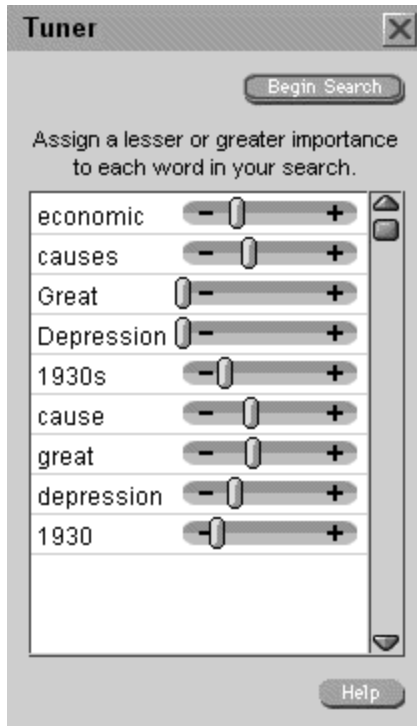 Tuner
Begin Search
Assign a lesser or greater importance
to each word in your search.
economic - +
causes - +
Great - +
Depression - +
1930s - +
cause - +
great - +
depression - +
1930 - +
Help